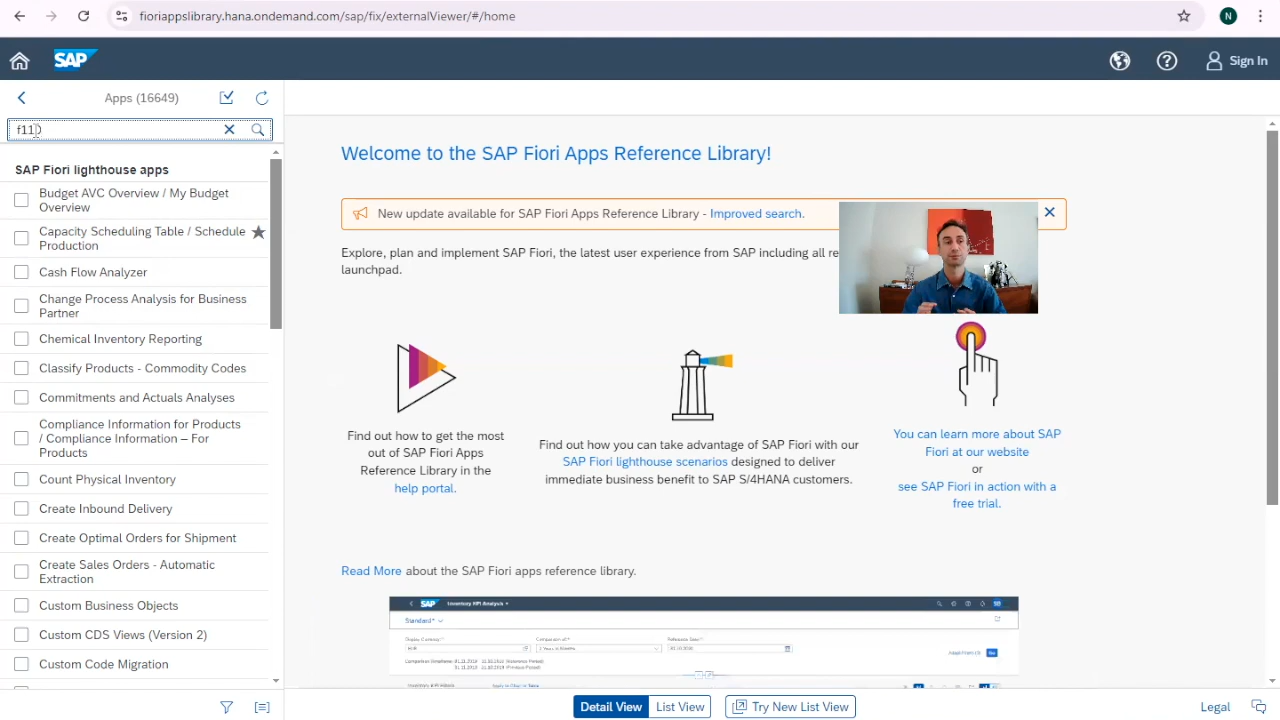 fioriappslibrary.hana.ondemand.com/sap/fix/externalViewer/#/home
N
SAP
Sign In
Apps (16649)
f110
SAP Fiori lighthouse apps
Budget AVC Overview / My Budget
Overview
Capacity Scheduling Table / Schedule
Production
Cash Flow Analyzer
Change Process Analysis for Business
Partner
Chemical Inventory Reporting
Classify Products - Commodity Codes
Commitments and Actuals Analyses
Compliance Information for Products
/ Compliance Information – For
Products
Count Physical Inventory
Create Inbound Delivery
Create Optimal Orders for Shipment
Create Sales Orders - Automatic
Extraction
Custom Business Objects
Custom CDS Views (Version 2)
Custom Code Migration
Welcome to the SAP Fiori Apps Reference Library!
New update available for SAP Fiori Apps Reference Library - Improved search.
Explore, plan and implement SAP Fiori, the latest user experience from SAP including all re
launchpad.
Find out how to get the most
out of SAP Fiori Apps
Reference Library in the
help portal.
Find out how you can take advantage of SAP Fiori with our
SAP Fiori lighthouse scenarios designed to deliver
immediate business benefit to SAP S/4HANA customers.
You can learn more about SAP
Fiori at our website
or
see SAP Fiori in action with a
free trial.
Read More about the SAP Fiori apps reference library.
SAP Inventory KPI Analysis
Standard*
Display Currency:
EUR
Reference Date:
Detail View
List View
Try New List View
Legal